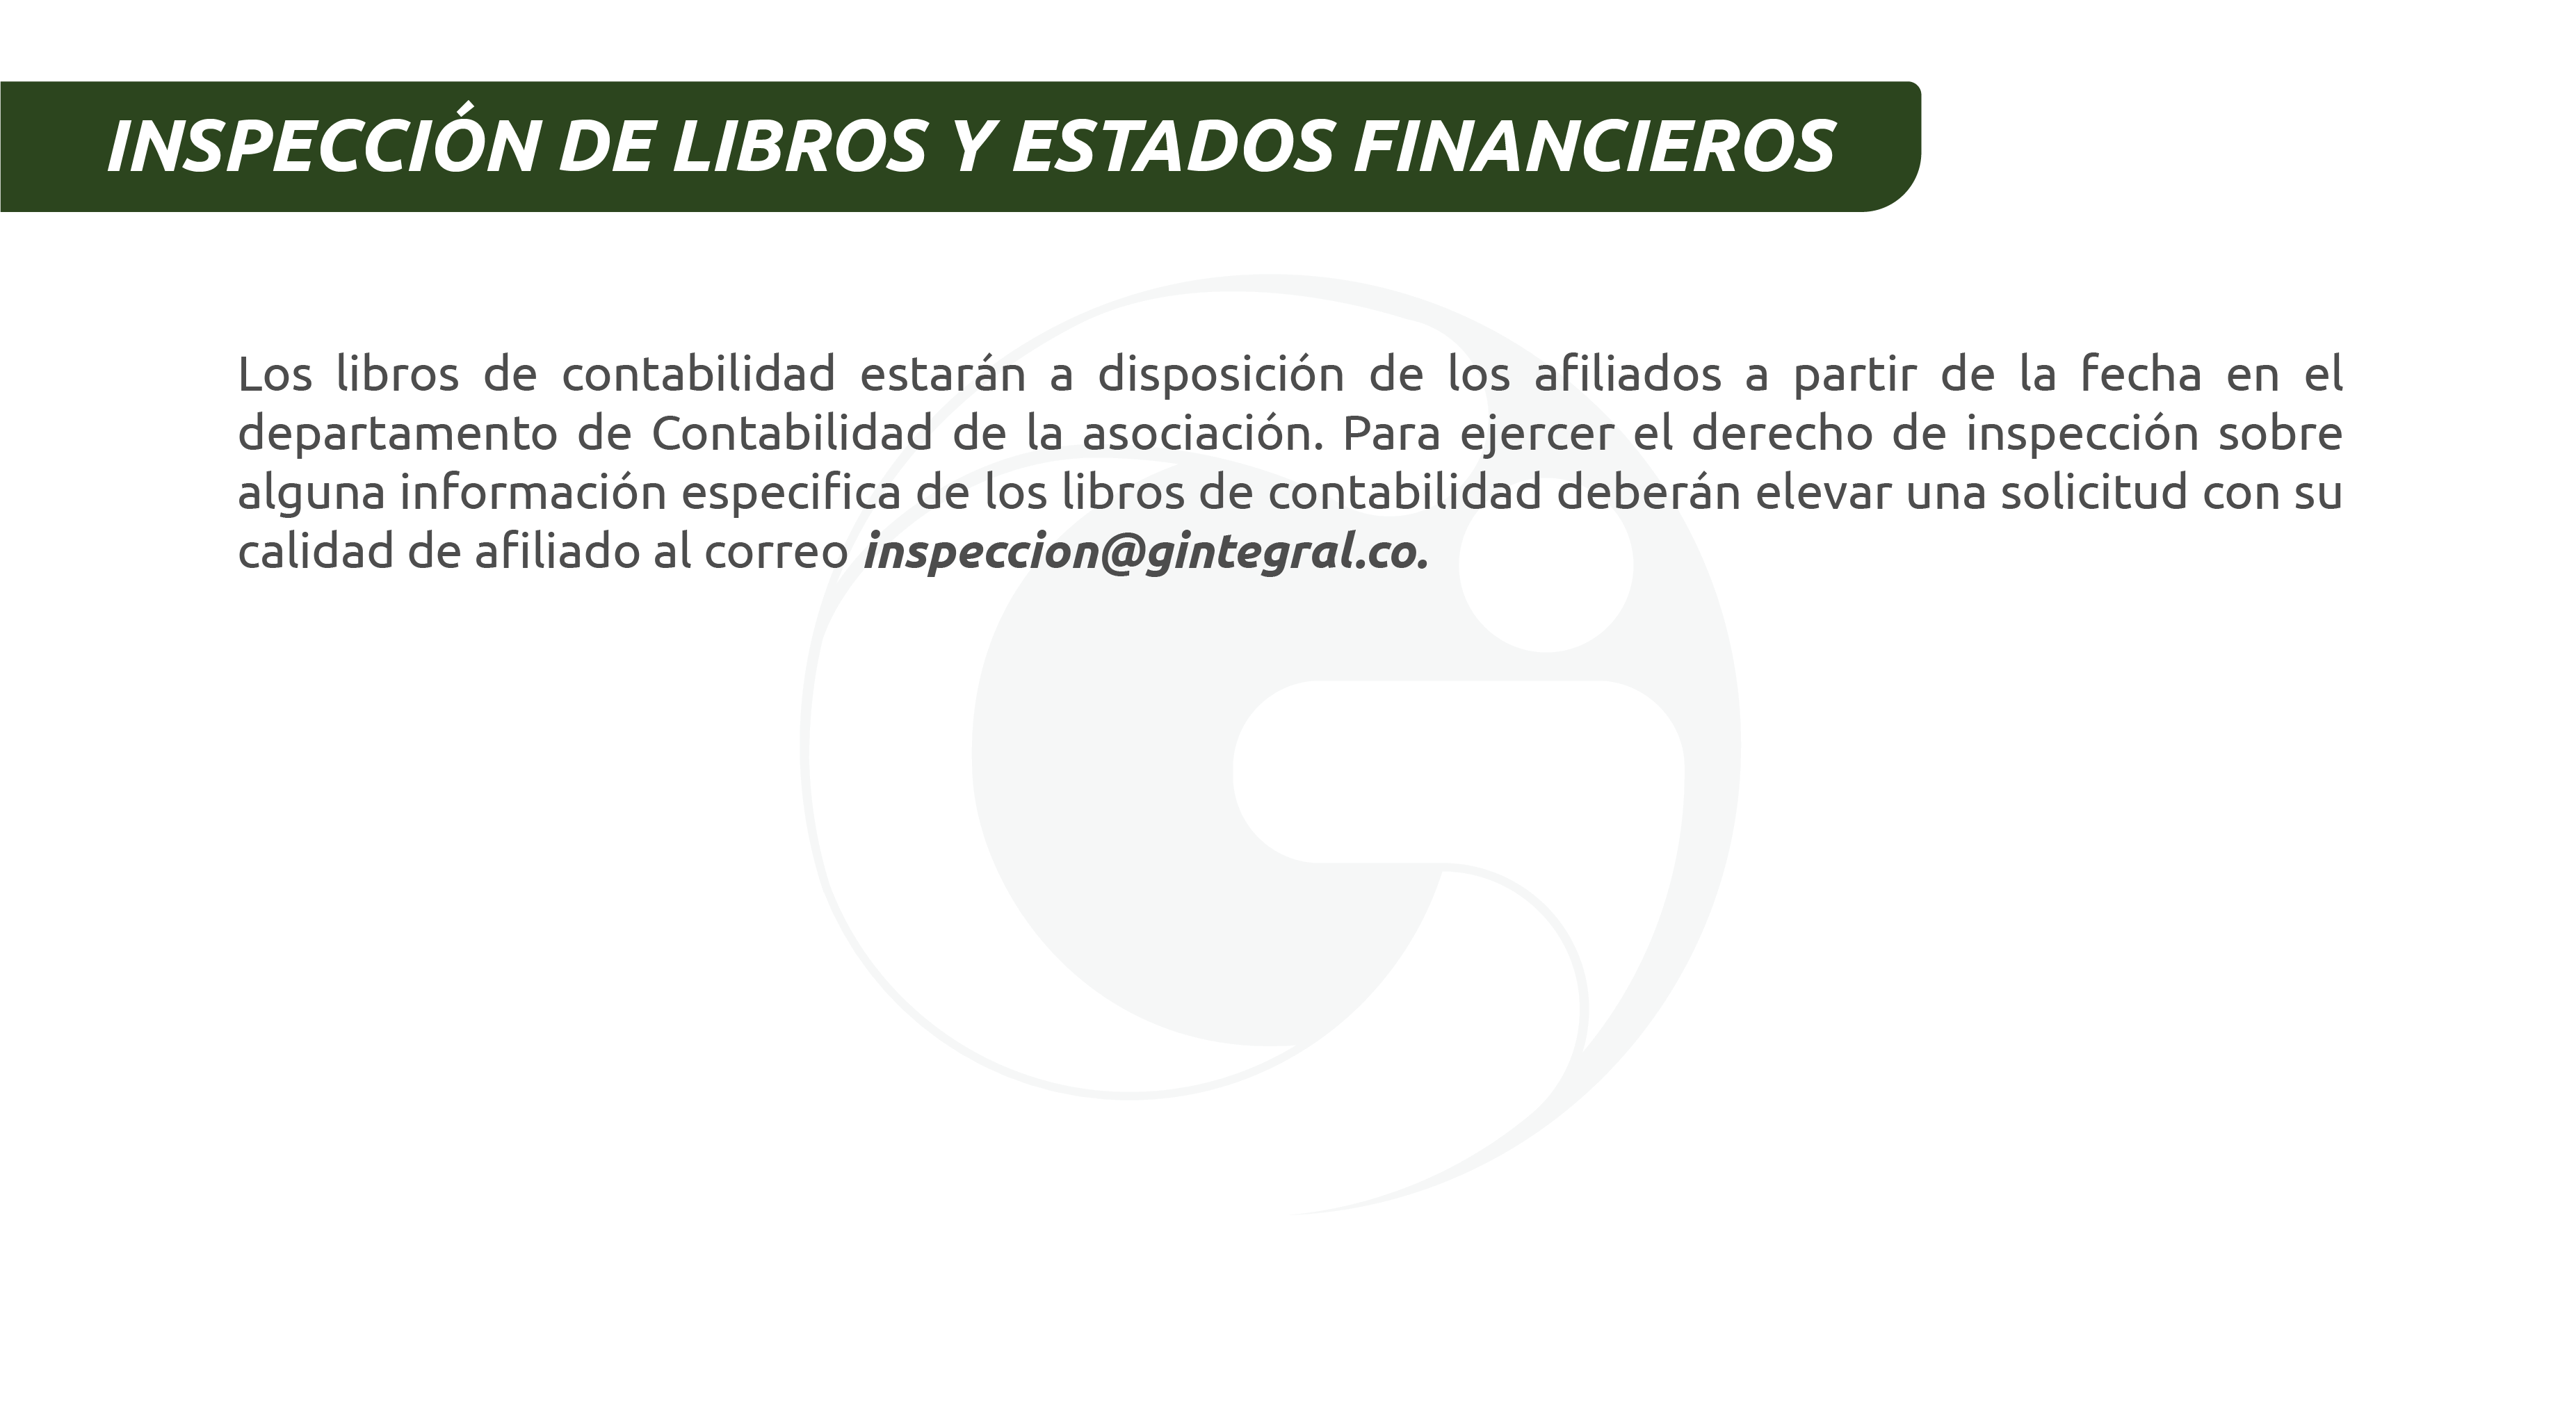 INSPECCIÓN DE LIBROS Y ESTADOS FINANCIEROS
Los libros de contabilidad estarán a disposición de los afiliados a partir de la fecha en el
departamento de Contabilidad de la asociación. Para ejercer el derecho de inspección sobre
alguna información especifica de los libros de contabilidad deberán elevar una solicitud con su
calidad de afiliado al correo inspeccion@gintegral.co.